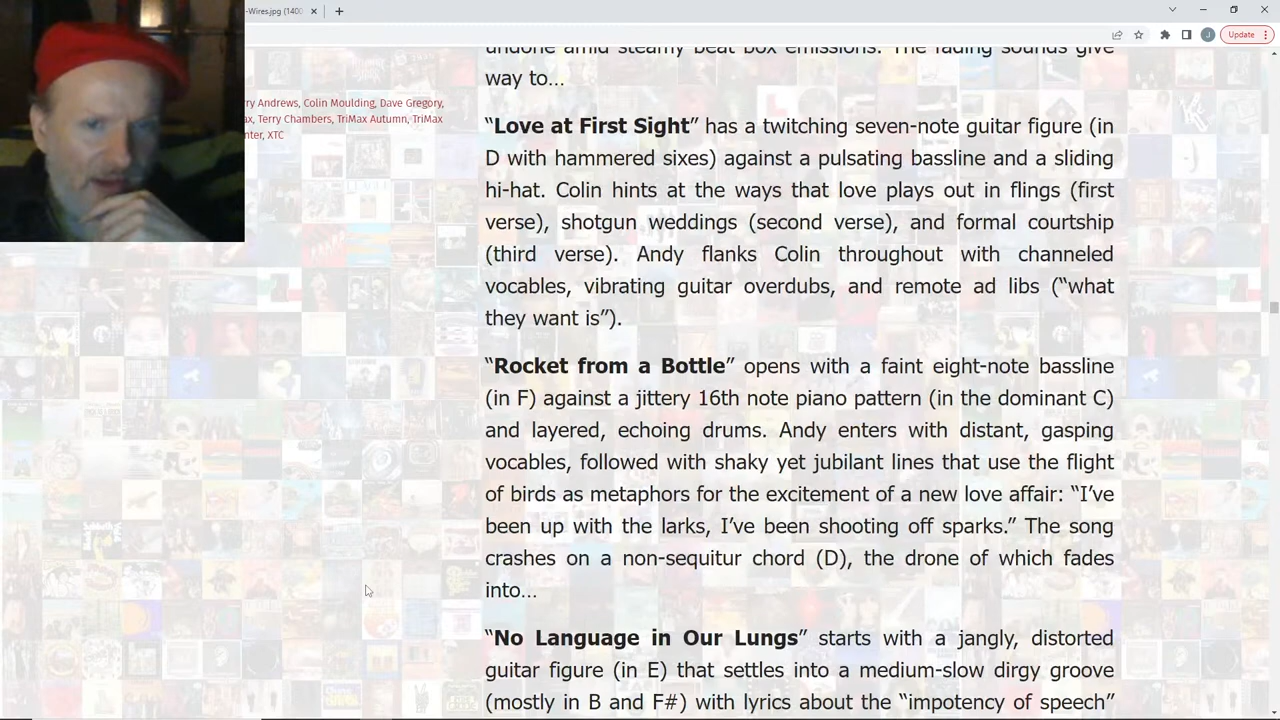 -Wires.jpg (1400
Update
J
undone amid steamy beat box emissions. The fading sounds give
way to…
ry Andrews, Colin Moulding, Dave Gregory,
ax, Terry Chambers, TriMax Autumn, TriMax
nter, XTC
“Love at First Sight” has a twitching seven-note guitar figure (in
D with hammered sixes) against a pulsating bassline and a sliding
hi-hat. Colin hints at the ways that love plays out in flings (first
verse), shotgun weddings (second verse), and formal courtship
(third verse). Andy flanks Colin throughout with channeled
vocables, vibrating guitar overdubs, and remote ad libs (“what
they want is”).
“Rocket from a Bottle” opens with a faint eight-note bassline
(in F) against a jittery 16th note piano pattern (in the dominant C)
and layered, echoing drums. Andy enters with distant, gasping
vocables, followed with shaky yet jubilant lines that use the flight
of birds as metaphors for the excitement of a new love affair: “I’ve
been up with the larks, I’ve been shooting off sparks.” The song
crashes on a non-sequitur chord (D), the drone of which fades
into…
“No Language in Our Lungs” starts with a jangly, distorted
guitar figure (in E) that settles into a medium-slow dirgy groove
(mostly in B and F#) with lyrics about the “impotency of speech”